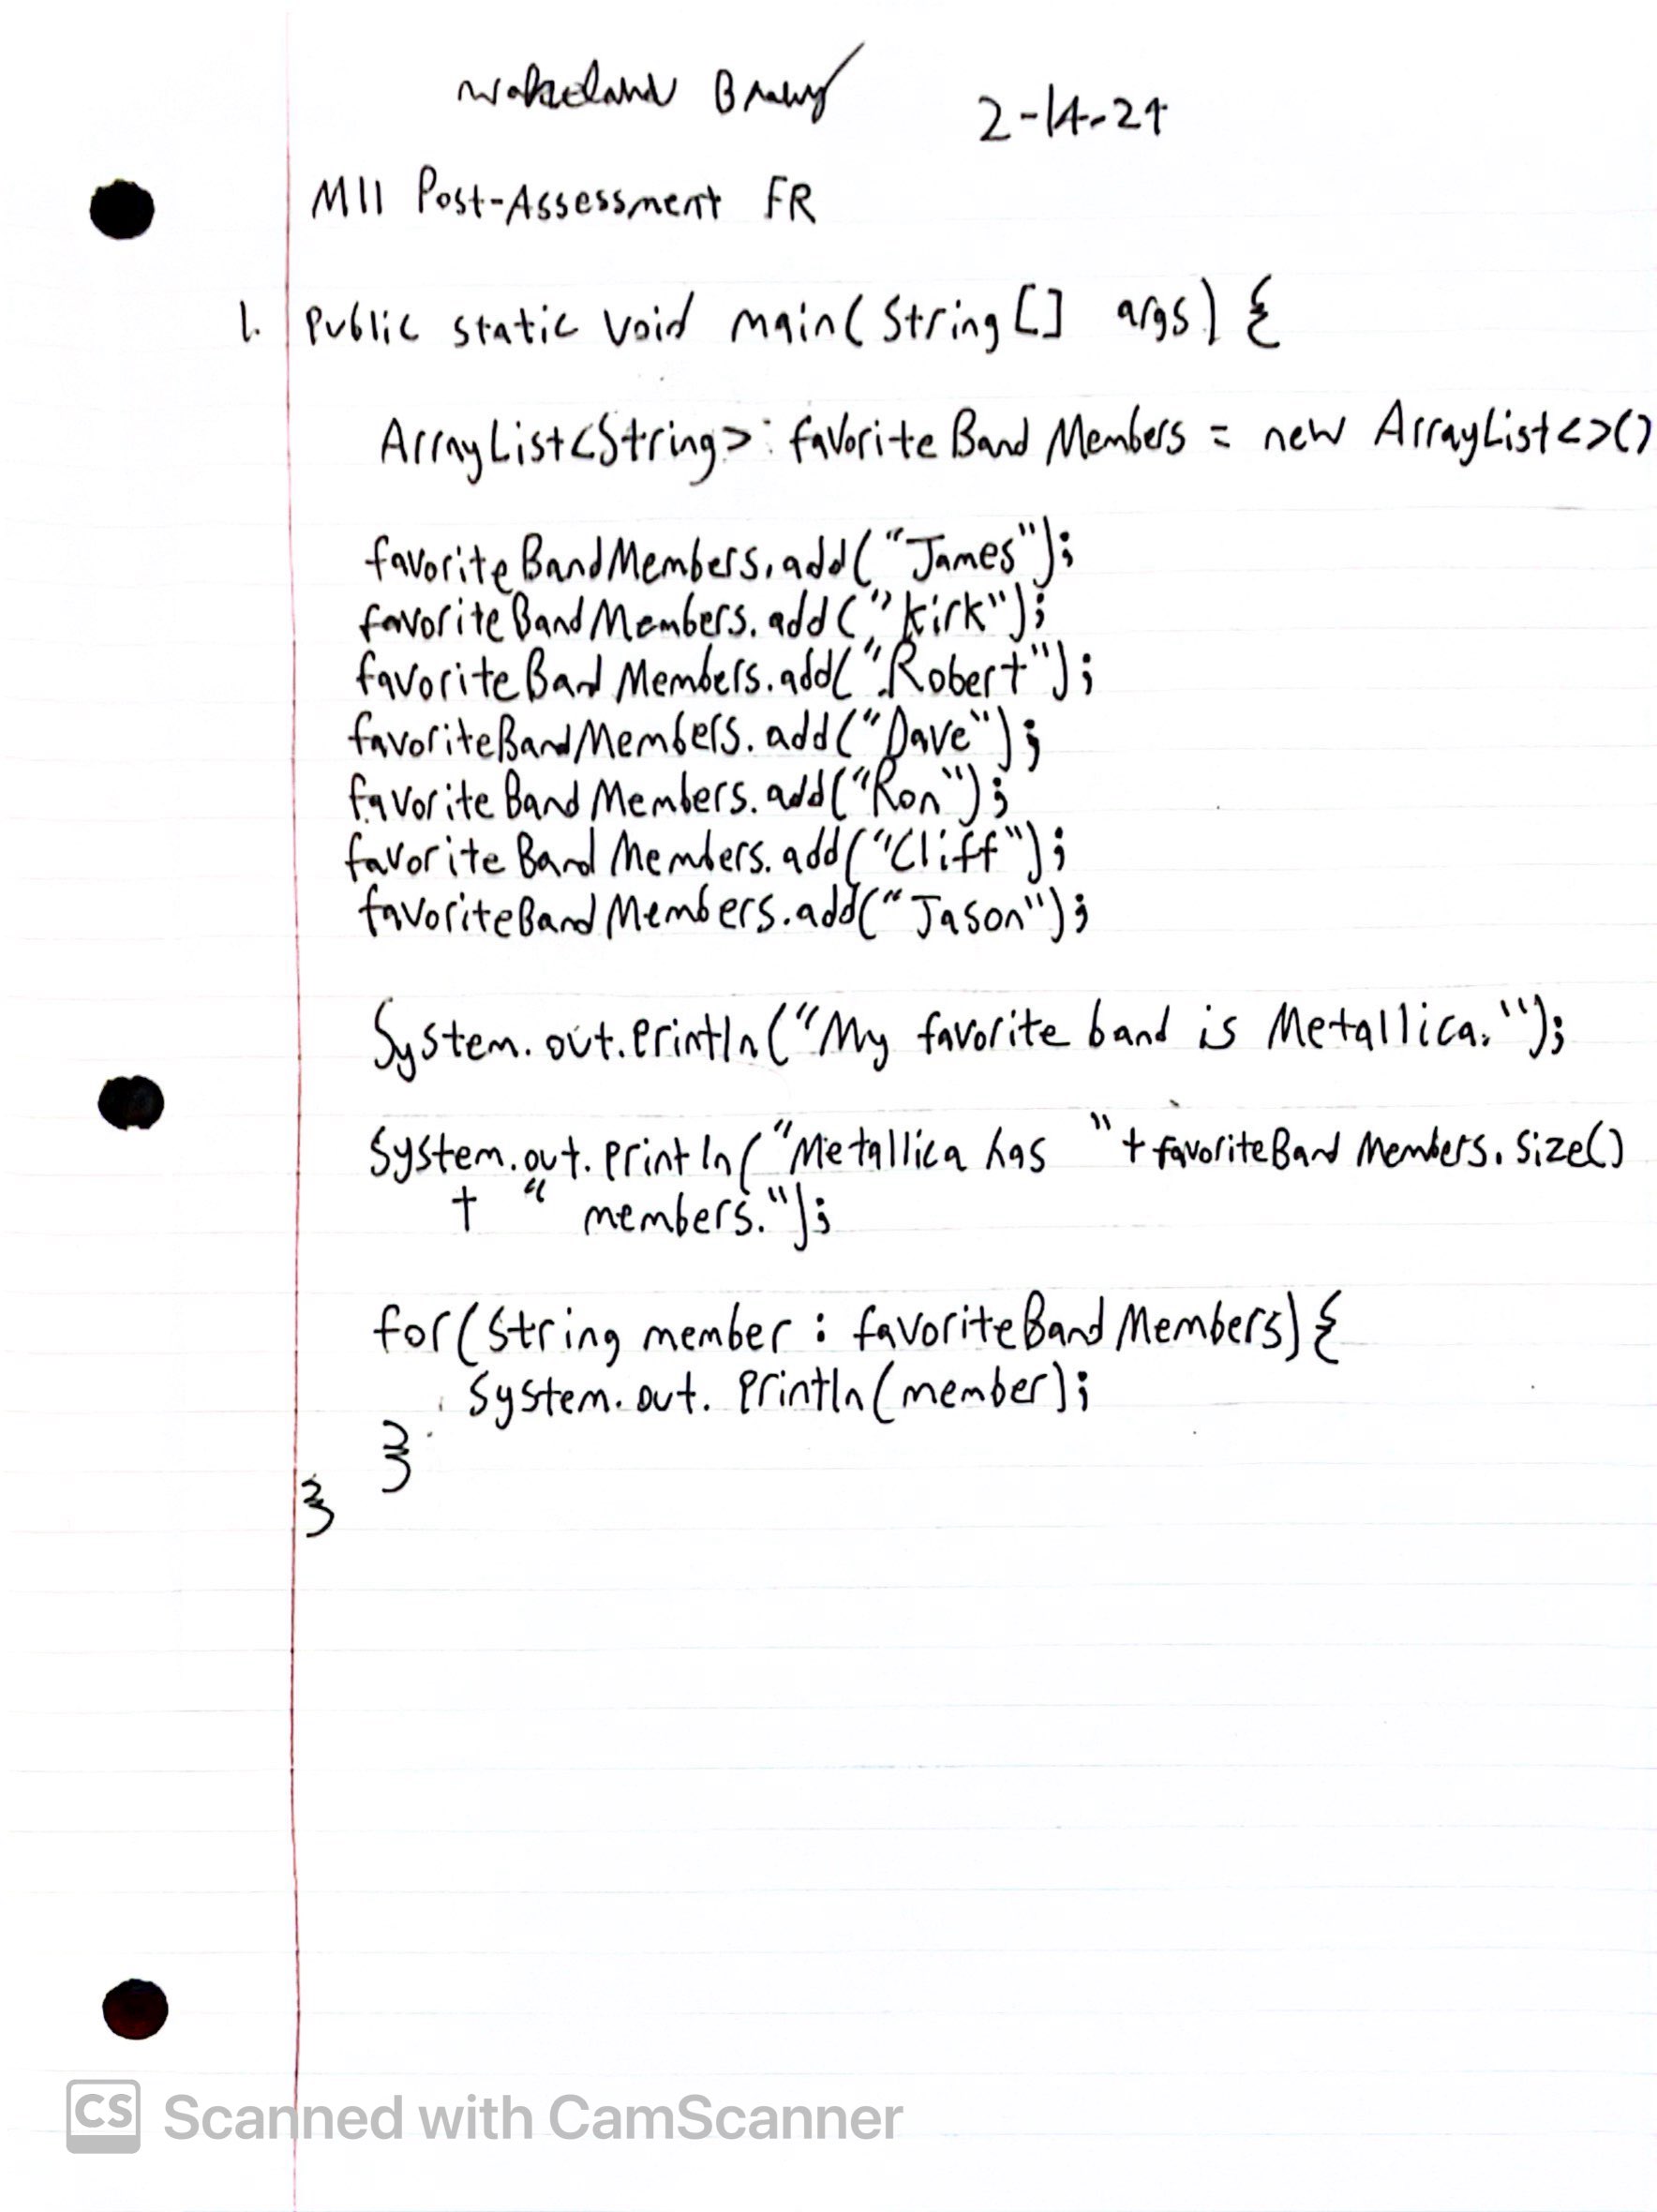 2-14-24
M11 Post-Assessment FR
1. public static void main(String[] args) {
ArrayList<String> favoriteBandMembers = new ArrayList<>()
favoriteBandMembers.add("James");
favoriteBandMembers.add("Kirk");
favoriteBandMembers.add("Robert");
favoriteBandMembers.add("Dave");
favoriteBandMembers.add("Ron");
favoriteBandMembers.add("Cliff");
favoriteBandMembers.add("Jason");
System.out.println("My favorite band is Metallica.");
System.out.println("Metallica has " + favoriteBandMembers.size()
+ " members.");
for(String member : favoriteBandMembers) {
System.out.println(member);
}
}
CS Scanned with CamScanner